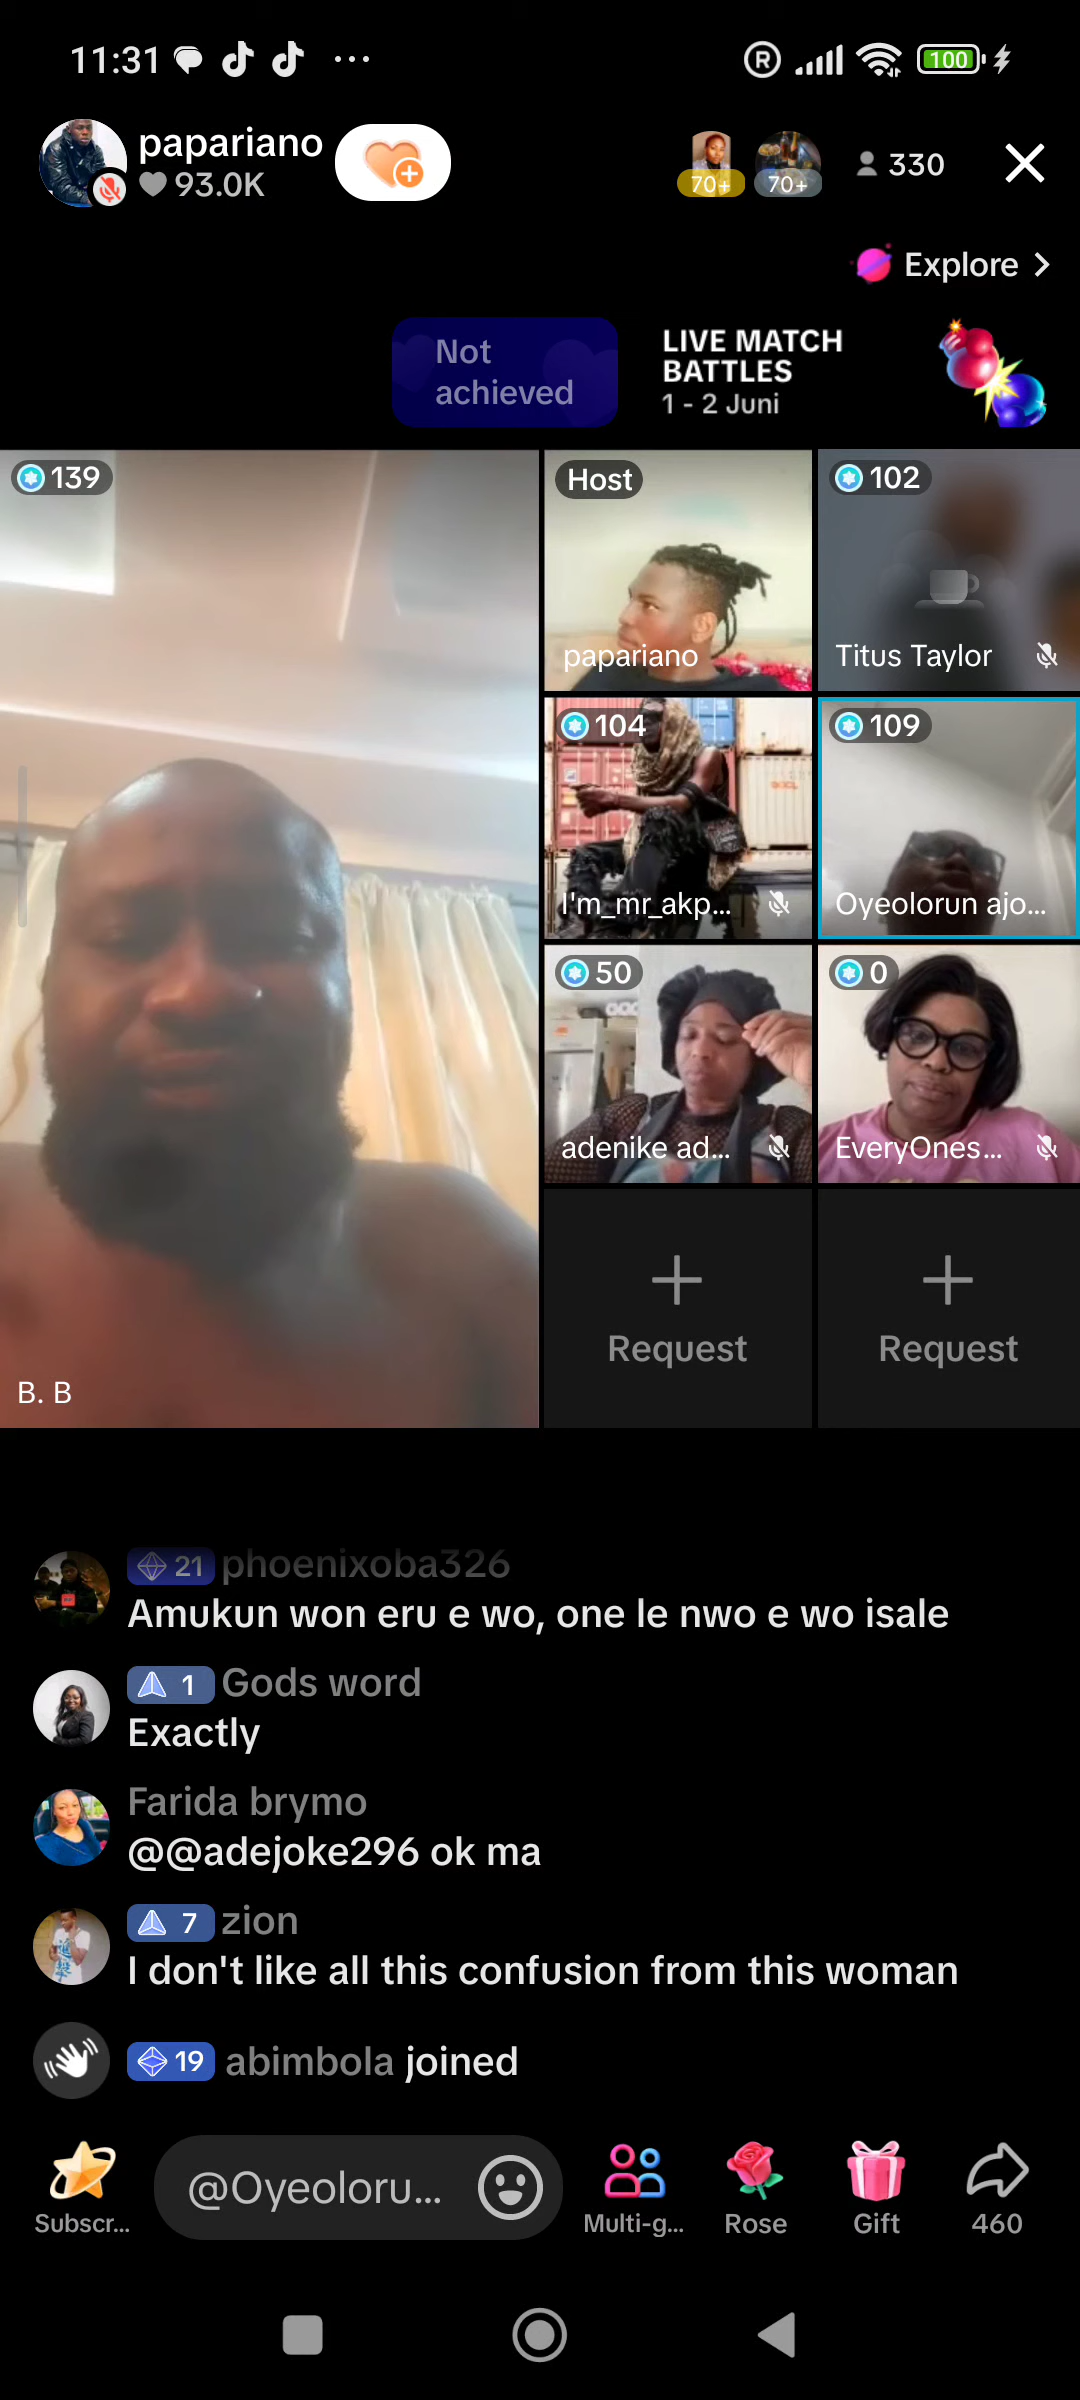 11:31
100
papariano
93.0K
70+
70+
330
Explore
Not
achieved
LIVE MATCH
BATTLES
1 - 2 Juni
139
Host
102
papariano
Titus Taylor
104
109
I'm_mr_akp...
Oyeolorun ajo...
50
0
adenike ad...
EveryOnes...
Request
Request
B. B
21 phoenixoba326
Amukun won eru e wo, one le nwo e wo isale
1 Gods word
Exactly
Farida brymo
@@adejoke296 ok ma
7 zion
I don't like all this confusion from this woman
19 abimbola joined
@Oyeoloru...
Subscr...
Multi-g...
Rose
Gift
460